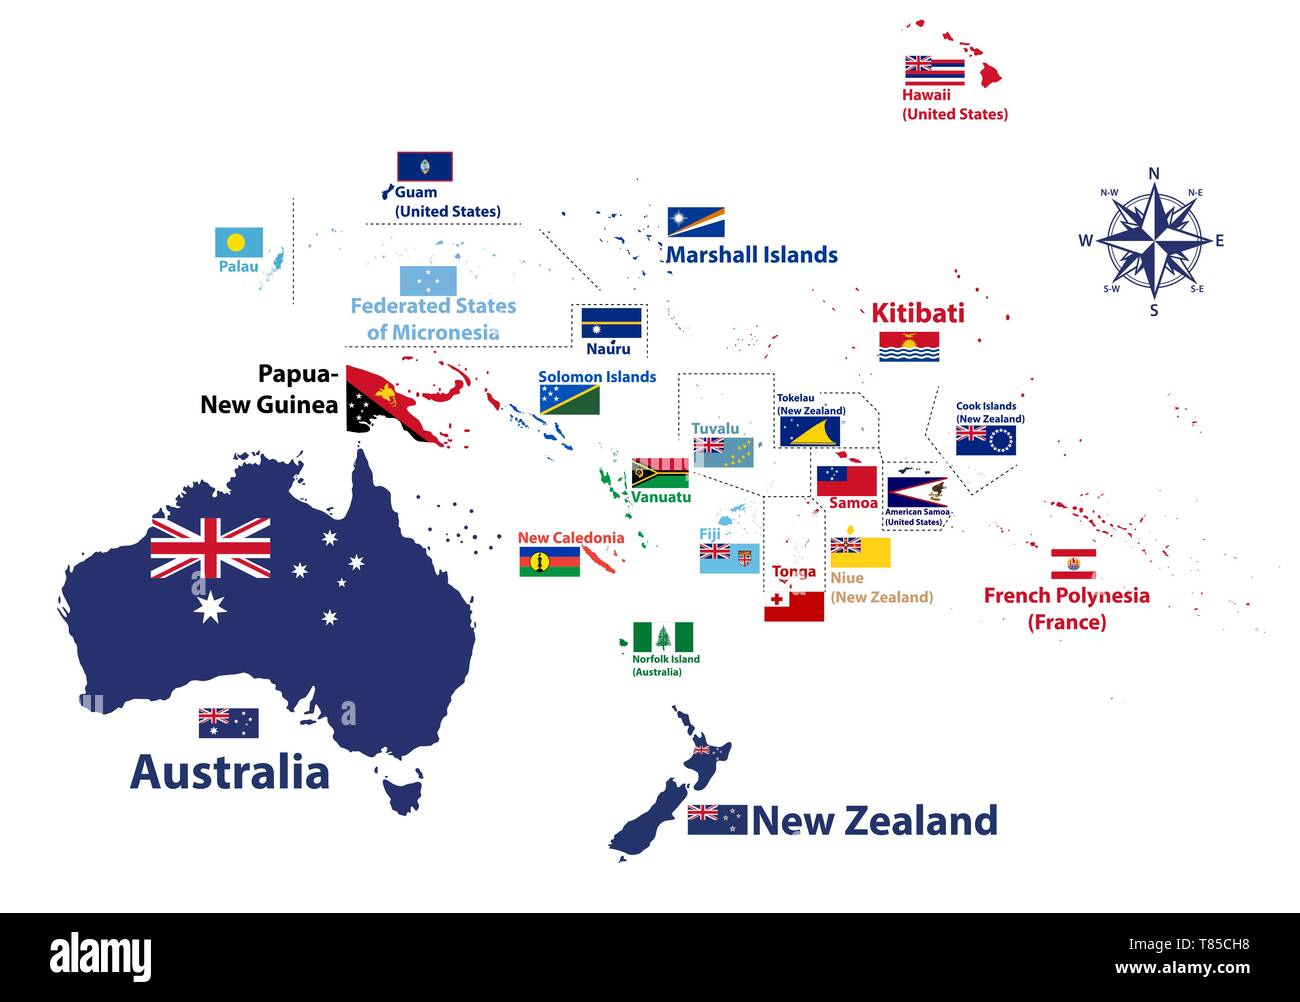 Hawaii
(United States)
N
N-W
N-E
W
E
S-W
S-E
S
Guam
(United States)
Palau
Marshall Islands
Federated States
of Micronesia
Kitibati
Nauru
Papua-
New Guinea
Solomon Islands
Tokelau
(New Zealand)
Cook Islands
(New Zealand)
Tuvalu
Vanuatu
Samoa
American Samoa
(United States)
New Caledonia
Fiji
Tonga
Niue
(New Zealand)
French Polynesia
(France)
Norfolk Island
(Australia)
a
a
Australia
New Zealand
alamy
Image ID: T85CH8
www.alamy.com